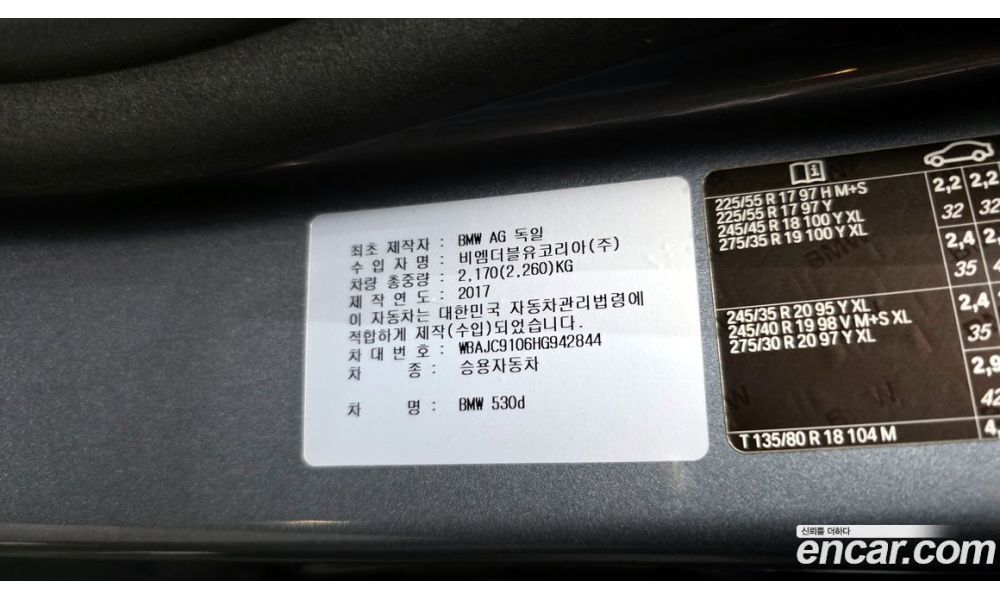 최초 제작자 : BMW AG 독일
수 입 자 명 : 비엠더블유코리아(주)
차량 총중량 : 2,170(2,260)KG
제 작 연 도 : 2017
이 자동차는 대한민국 자동차관리법령에
적합하게 제작(수입)되었습니다.
차 대 번 호 : WBAJC9106HG942844
차 종 : 승용자동차
차 명 : BMW 530d
225/55 R 17 97 H M+S
225/55 R 17 97 Y
245/45 R 18 100 Y XL
275/35 R 19 100 Y XL
2,2 2,2
32 32
2,4
35
245/35 R 20 95 Y XL
245/40 R 19 98 V M+S XL
275/30 R 20 97 Y XL
2,4
35
2,9
42
T 135/80 R 18 104 M
신뢰를 더하다
encar.com